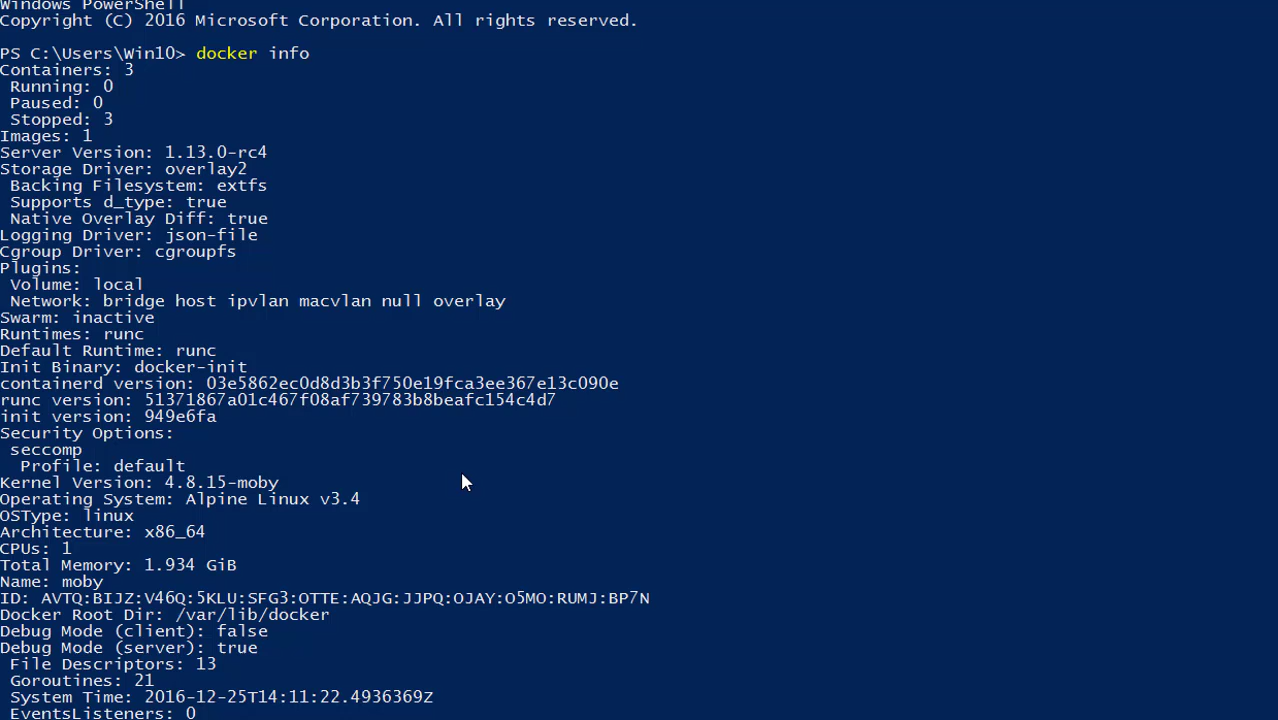 Windows PowerShell
Copyright (C) 2016 Microsoft Corporation. All rights reserved.
PS C:\Users\Win10> docker info
Containers: 3
 Running: 0
 Paused: 0
 Stopped: 3
Images: 1
Server Version: 1.13.0-rc4
Storage Driver: overlay2
 Backing Filesystem: extfs
 Supports d_type: true
 Native Overlay Diff: true
Logging Driver: json-file
Cgroup Driver: cgroupfs
Plugins:
 Volume: local
 Network: bridge host ipvlan macvlan null overlay
Swarm: inactive
Runtimes: runc
Default Runtime: runc
Init Binary: docker-init
containerd version: 03e5862ec0d8d3b3f750e19fca3ee367e13c090e
runc version: 51371867a01c467f08af739783b8beafc154c4d7
init version: 949e6fa
Security Options:
 seccomp
  Profile: default
Kernel Version: 4.8.15-moby
Operating System: Alpine Linux v3.4
OSType: linux
Architecture: x86_64
CPUs: 1
Total Memory: 1.934 GiB
Name: moby
ID: AVTQ:BIJZ:V46Q:5KLU:SFG3:OTTE:AQJG:JJPQ:OJAY:O5MO:RUMJ:BP7N
Docker Root Dir: /var/lib/docker
Debug Mode (client): false
Debug Mode (server): true
 File Descriptors: 13
 Goroutines: 21
 System Time: 2016-12-25T14:11:22.4936369Z
 EventsListeners: 0